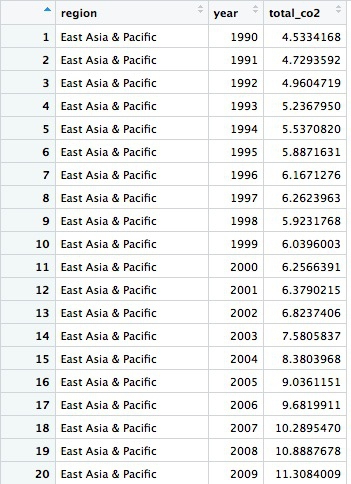 region year total_co2
1 East Asia & Pacific 1990 4.5334168
2 East Asia & Pacific 1991 4.7293592
3 East Asia & Pacific 1992 4.9604719
4 East Asia & Pacific 1993 5.2367950
5 East Asia & Pacific 1994 5.5370820
6 East Asia & Pacific 1995 5.8871631
7 East Asia & Pacific 1996 6.1671276
8 East Asia & Pacific 1997 6.2623963
9 East Asia & Pacific 1998 5.9231768
10 East Asia & Pacific 1999 6.0396003
11 East Asia & Pacific 2000 6.2566391
12 East Asia & Pacific 2001 6.3790215
13 East Asia & Pacific 2002 6.8237406
14 East Asia & Pacific 2003 7.5805837
15 East Asia & Pacific 2004 8.3803968
16 East Asia & Pacific 2005 9.0361151
17 East Asia & Pacific 2006 9.6819911
18 East Asia & Pacific 2007 10.2895470
19 East Asia & Pacific 2008 10.8887678
20 East Asia & Pacific 2009 11.3084009